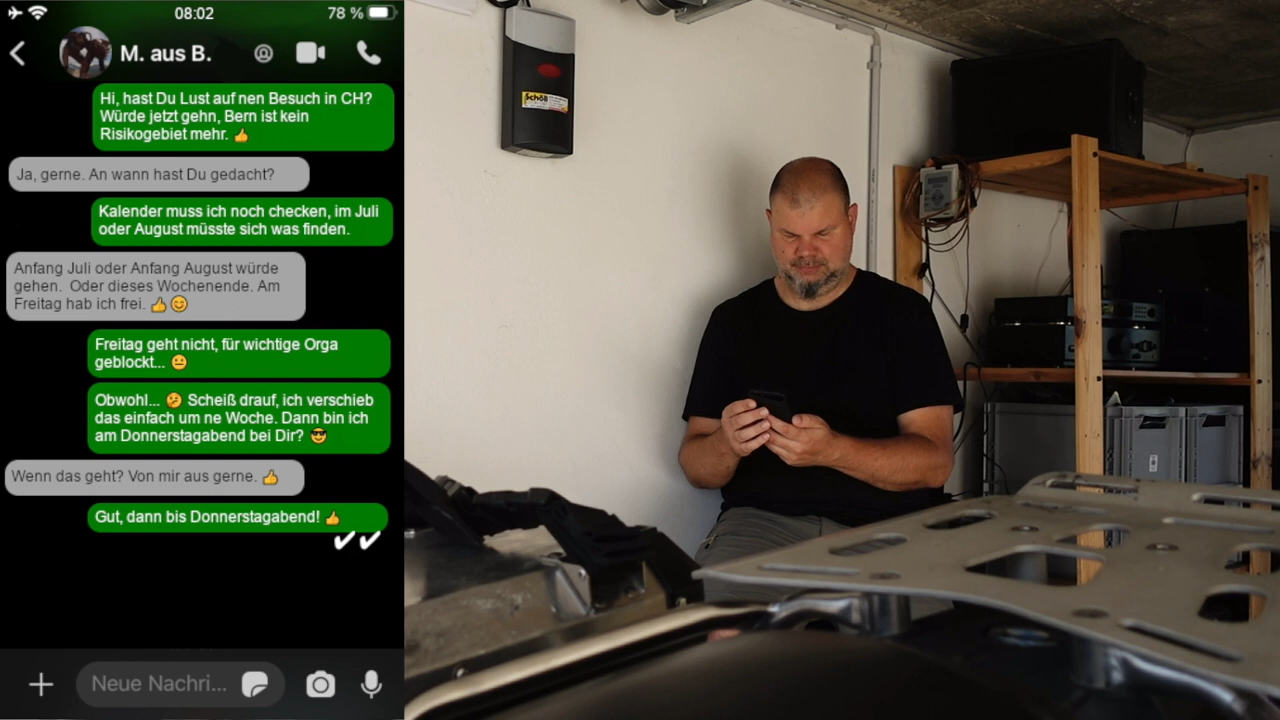 08:02
78 %
M. aus B.
Hi, hast Du Lust auf nen Besuch in CH?
Würde jetzt gehn, Bern ist kein
Risikogebiet mehr. 👍
Ja, gerne. An wann hast Du gedacht?
Kalender muss ich noch checken, im Juli
oder August müsste sich was finden.
Anfang Juli oder Anfang August würde
gehen.  Oder dieses Wochenende. Am
Freitag hab ich frei. 👍😊
Freitag geht nicht, für wichtige Orga
geblockt... 😐
Obwohl... 🤔 Scheiß drauf, ich verschieb
das einfach um ne Woche. Dann bin ich
am Donnerstagabend bei Dir? 😎
Wenn das geht? Von mir aus gerne. 👍
Gut, dann bis Donnerstagabend! 👍
✔✔
Neue Nachri...
Schöll